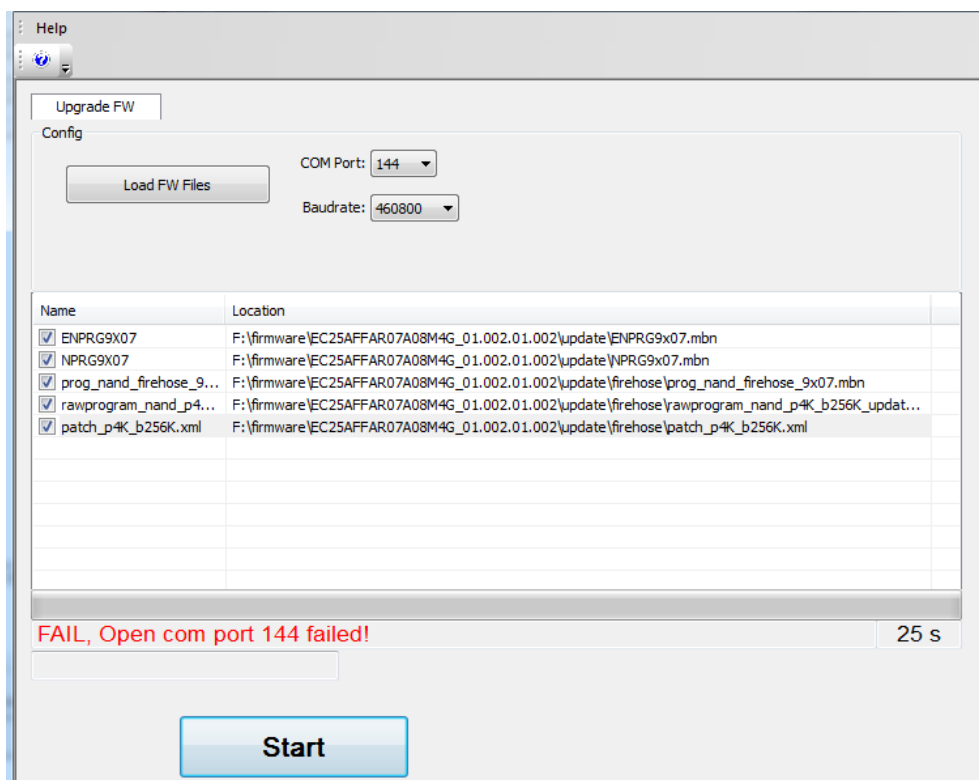 Help
Upgrade FW
Config
Load FW Files
COM Port: 144
Baudrate: 460800
Name Location
ENPRG9X07 F:\firmware\EC25AFFAR07A08M4G_01.002.01.002\update\ENPRG9x07.mbn
NPRG9X07 F:\firmware\EC25AFFAR07A08M4G_01.002.01.002\update\NPRG9x07.mbn
prog_nand_firehose_9... F:\firmware\EC25AFFAR07A08M4G_01.002.01.002\update\firehose\prog_nand_firehose_9x07.mbn
rawprogram_nand_p4... F:\firmware\EC25AFFAR07A08M4G_01.002.01.002\update\firehose\rawprogram_nand_p4K_b256K_updat...
patch_p4K_b256K.xml F:\firmware\EC25AFFAR07A08M4G_01.002.01.002\update\firehose\patch_p4K_b256K.xml
FAIL, Open com port 144 failed! 25 s
Start